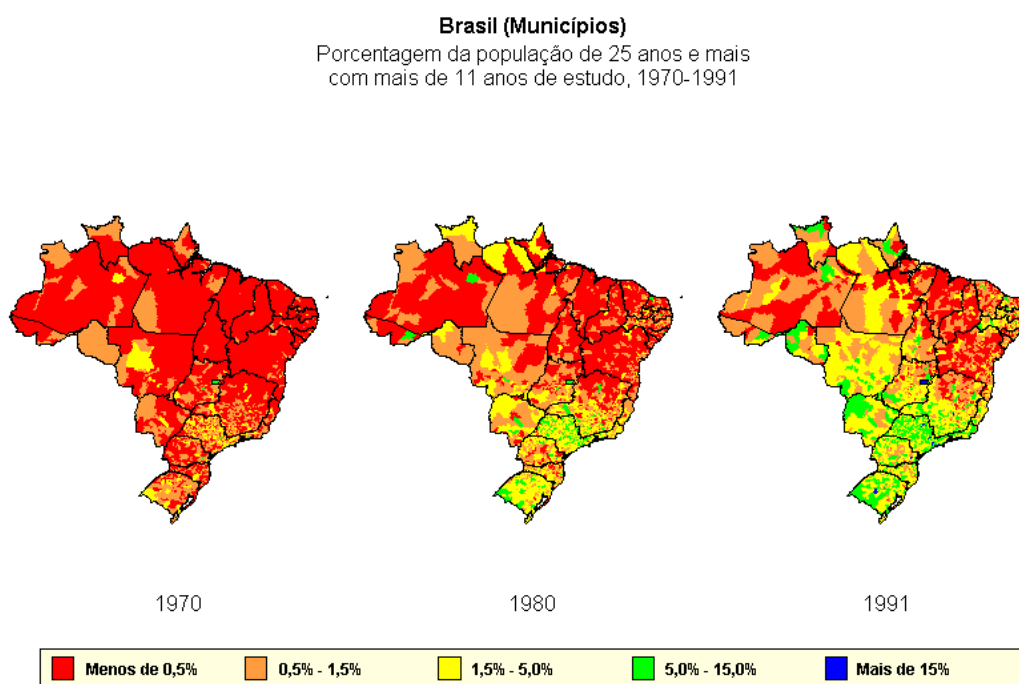 Brasil (Municípios)
Porcentagem da população de 25 anos e mais
com mais de 11 anos de estudo, 1970-1991
1970 1980 1991
Menos de 0,5% 0,5% - 1,5% 1,5% - 5,0% 5,0% - 15,0% Mais de 15%